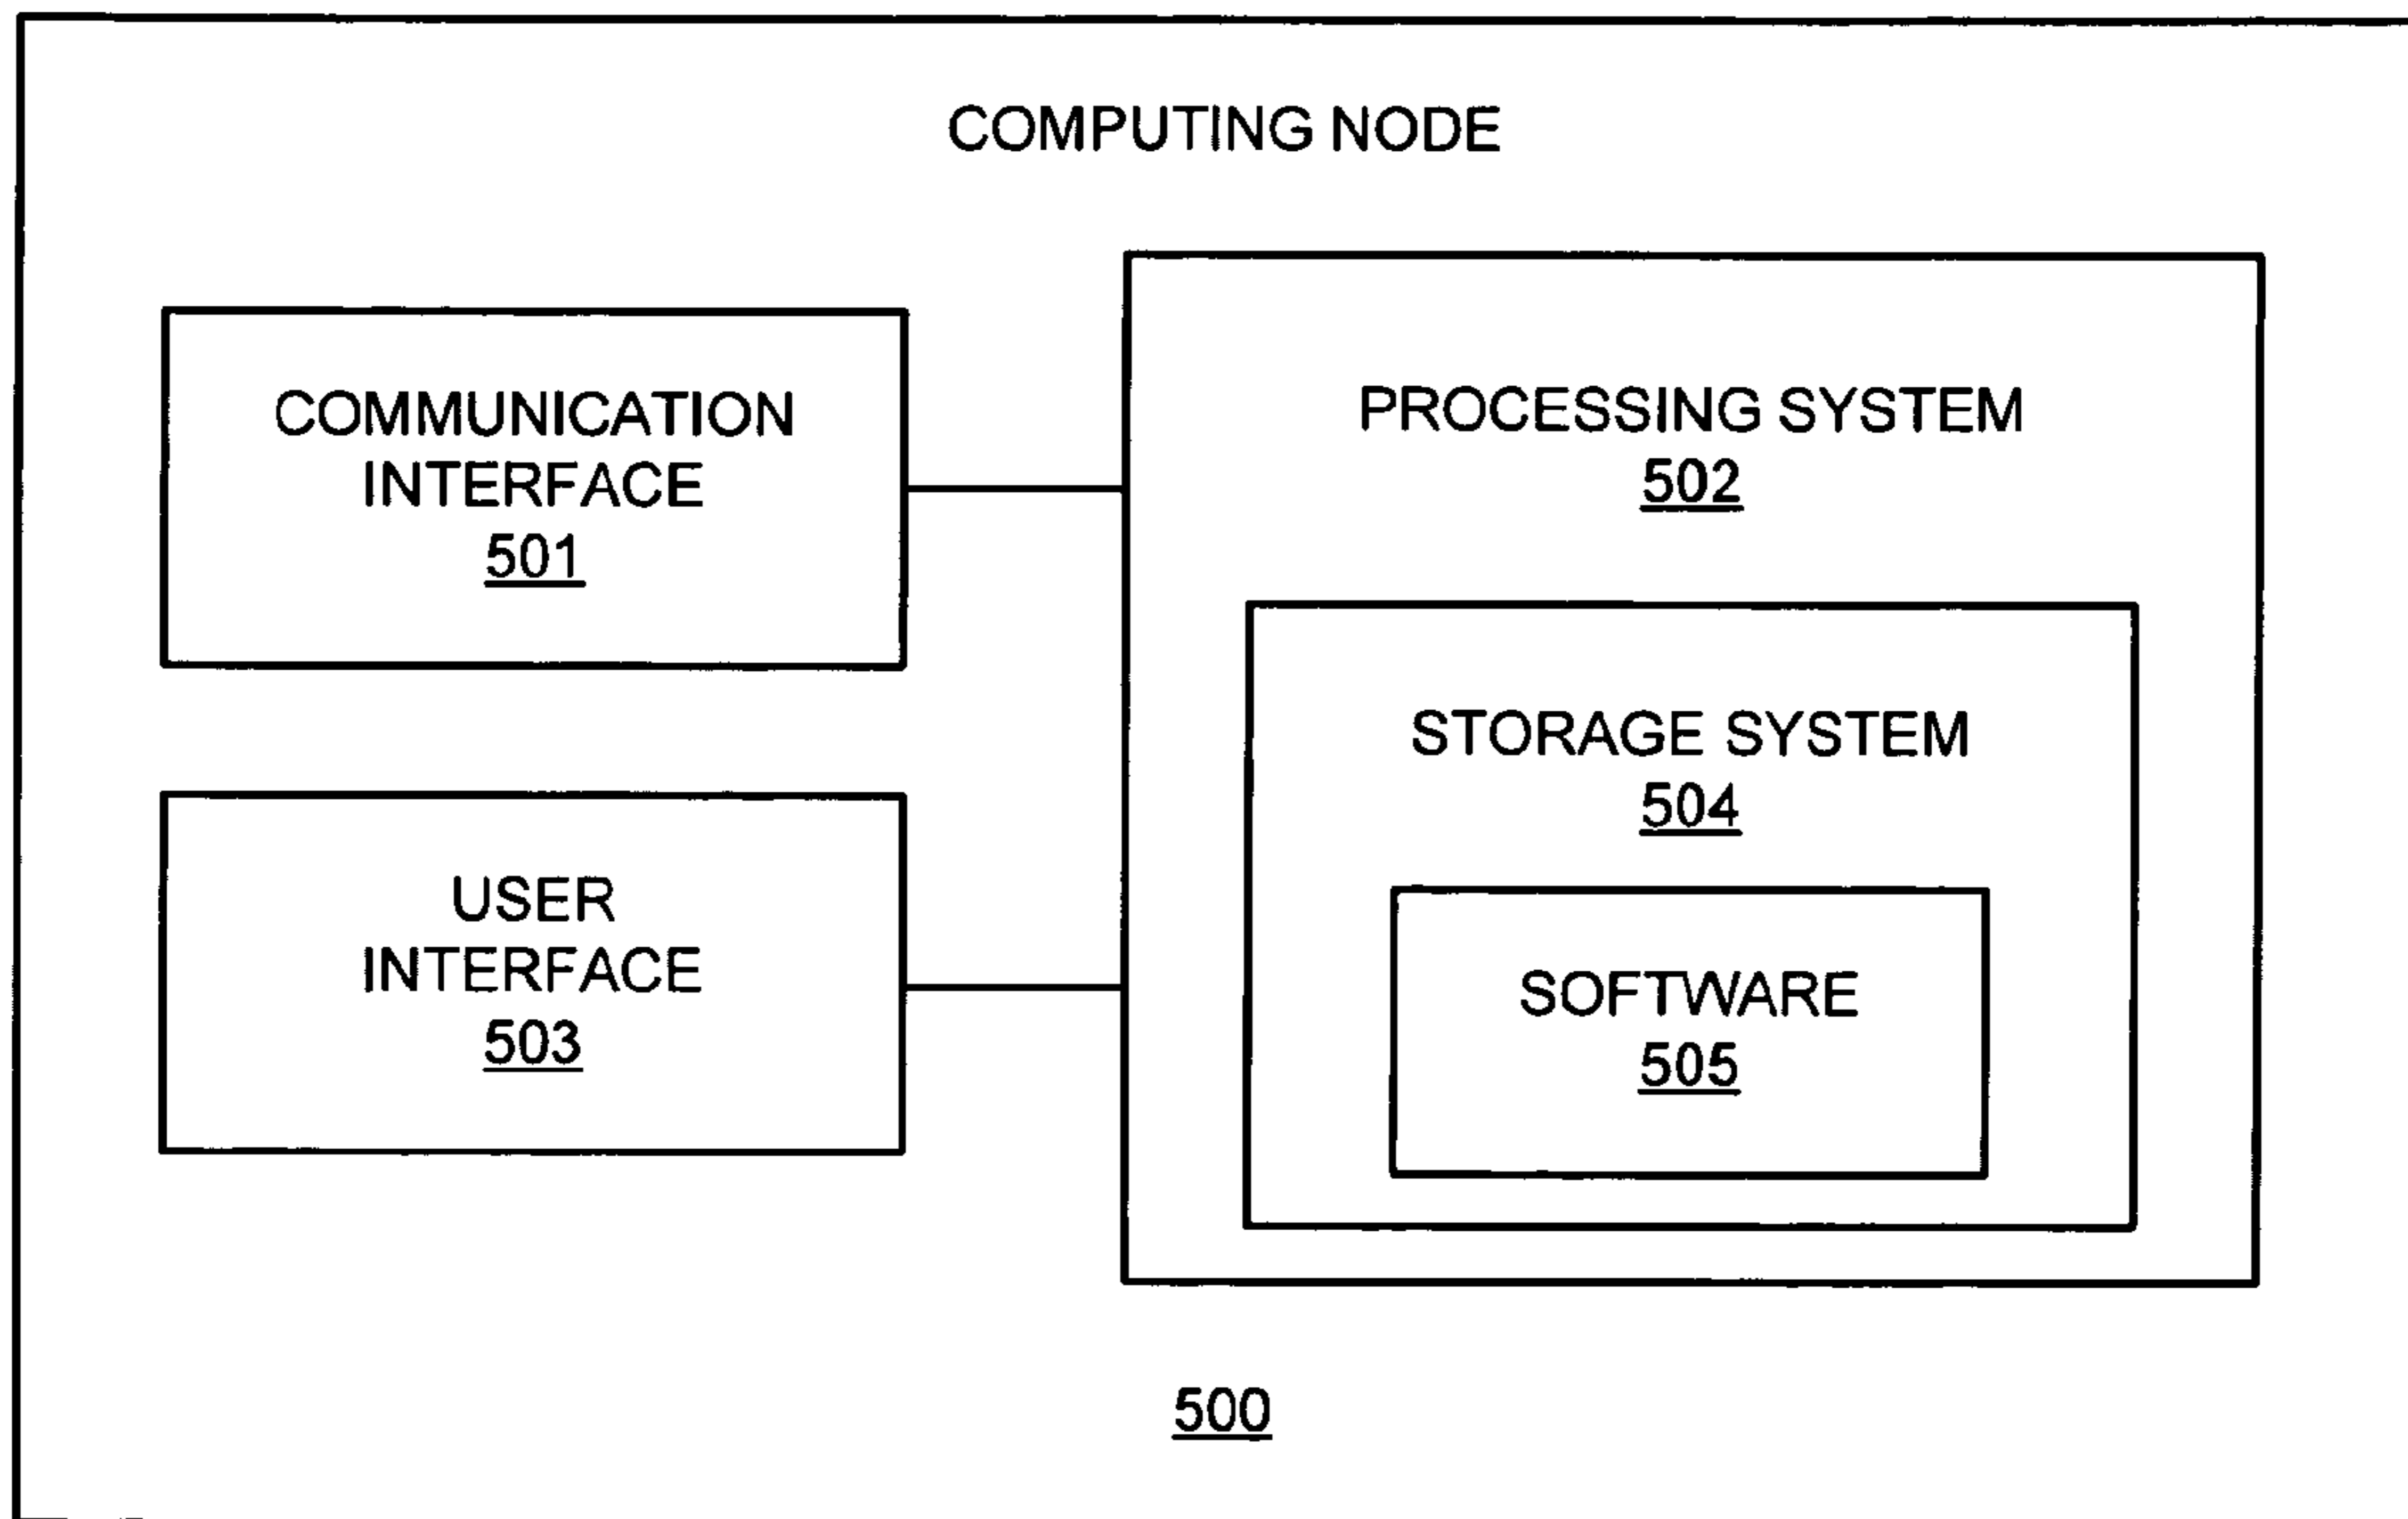 COMPUTING NODE
COMMUNICATION
INTERFACE
501
PROCESSING SYSTEM
502
STORAGE SYSTEM
504
USER
INTERFACE
503
SOFTWARE
505
500